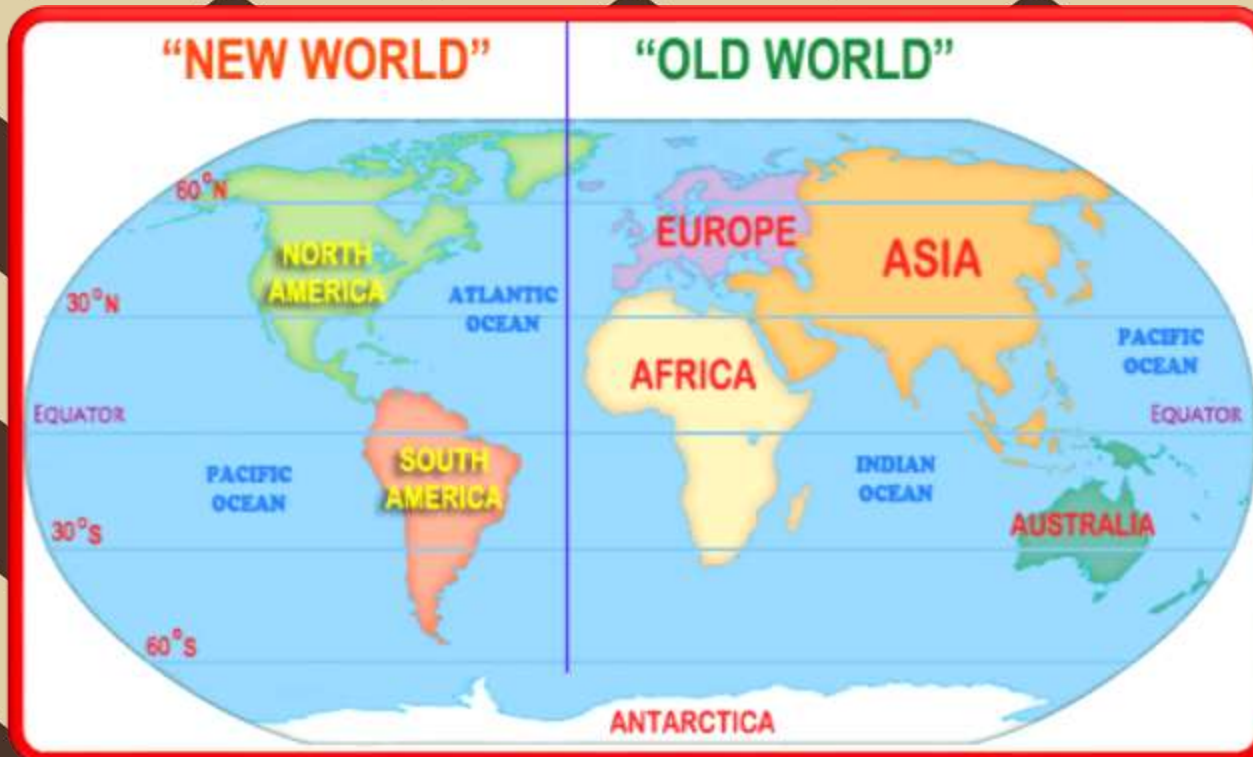 “NEW WORLD”
“OLD WORLD”
60°N
EUROPE
ASIA
NORTH
AMERICA
30°N
ATLANTIC
OCEAN
PACIFIC
OCEAN
AFRICA
EQUATOR
EQUATOR
SOUTH
AMERICA
PACIFIC
OCEAN
INDIAN
OCEAN
30°S
AUSTRALIA
60°S
ANTARCTICA